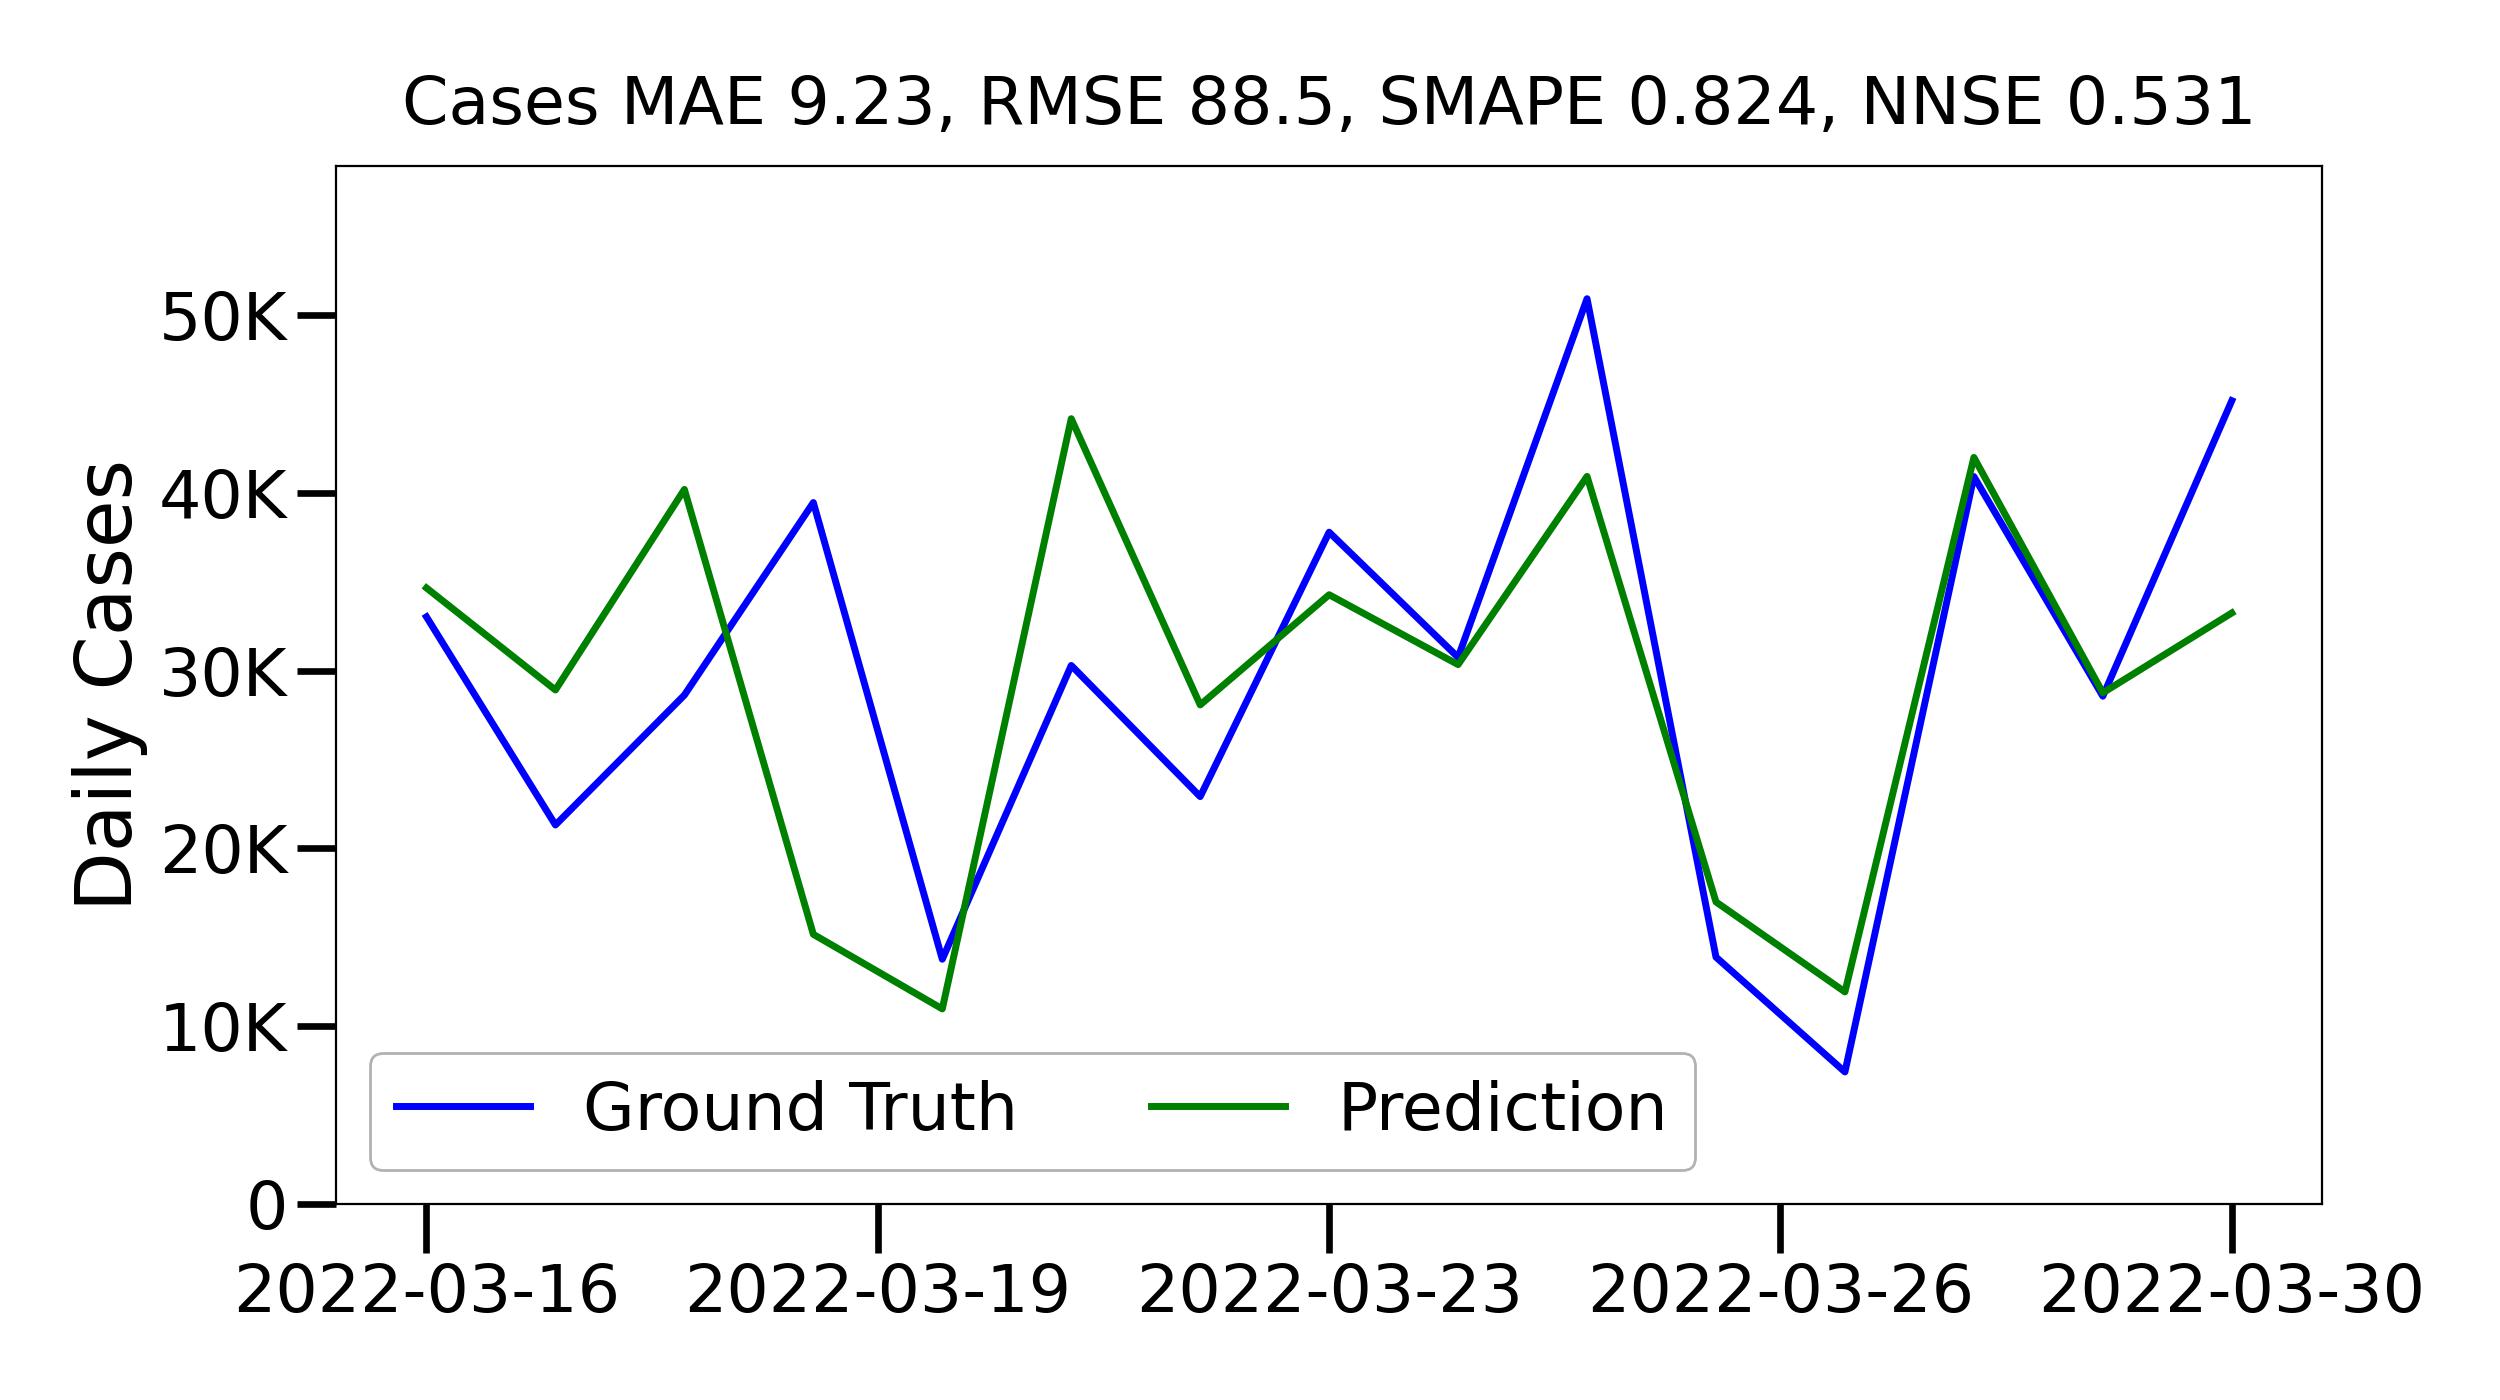 Cases MAE 9.23, RMSE 88.5, SMAPE 0.824, NNSE 0.531
Daily Cases
50K
40K
30K
20K
10K
0
Ground Truth
Prediction
2022-03-16
2022-03-19
2022-03-23
2022-03-26
2022-03-30